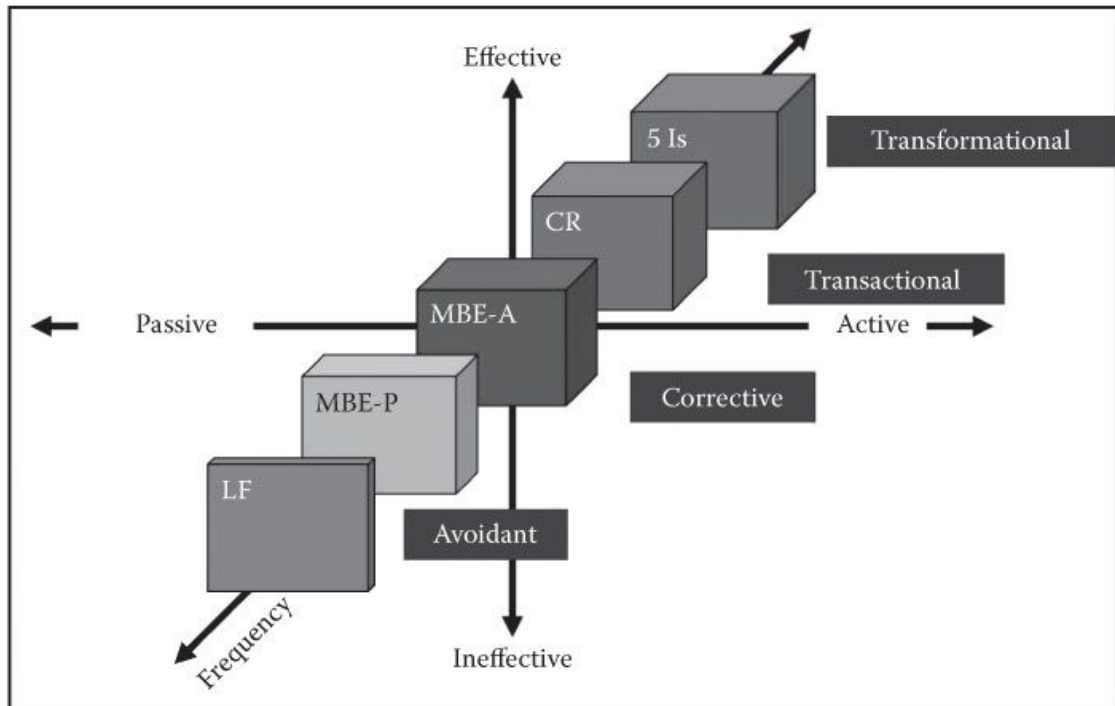 Effective
5 Is
Transformational
CR
Transactional
MBE-A
Passive
Active
MBE-P
Corrective
LF
Avoidant
Frequency
Ineffective